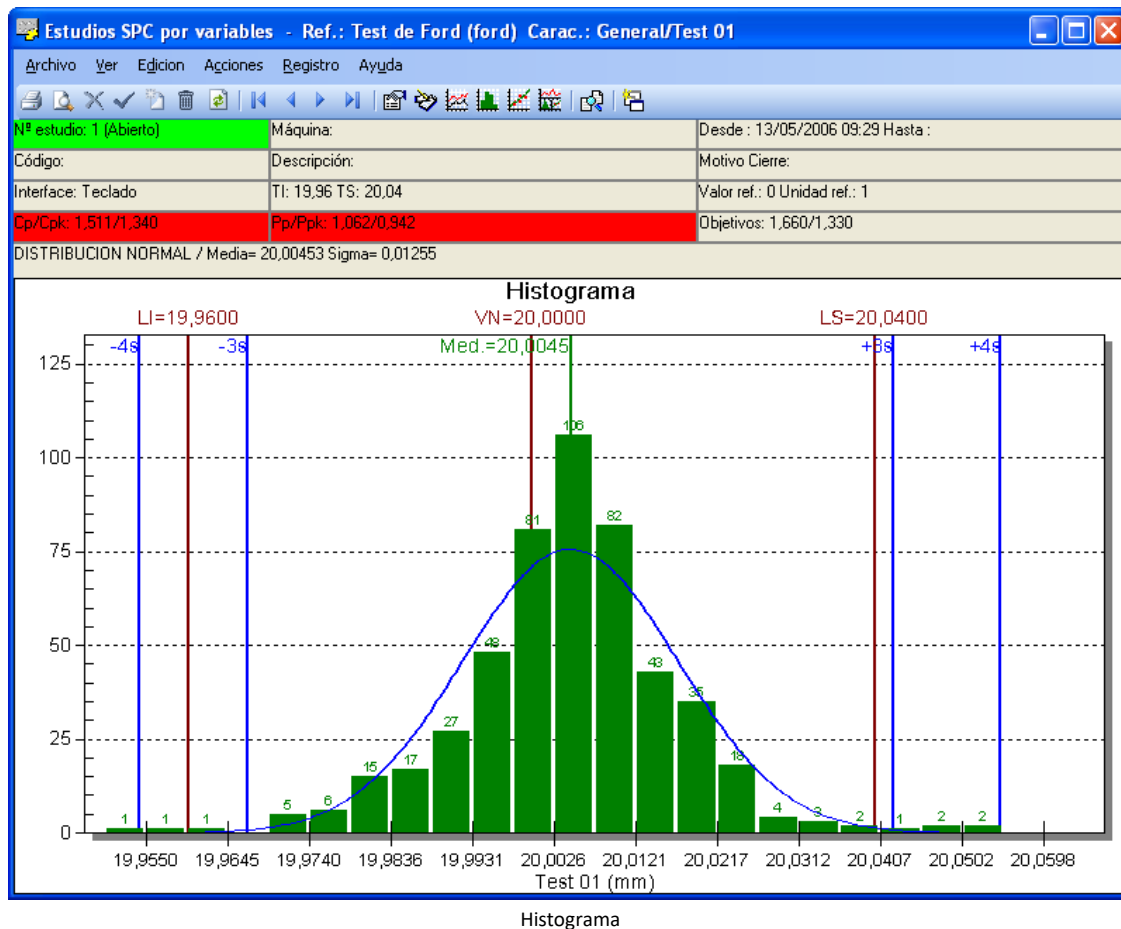 Estudios SPC por variables - Ref.: Test de Ford (ford) Carac.: General/Test 01
Archivo Ver Edicion Acciones Registro Ayuda
Nº estudio: 1 (Abierto) Máquina: Desde : 13/05/2006 09:29 Hasta :
Código: Descripción: Motivo Cierre:
Interface: Teclado TI: 19,96 TS: 20,04 Valor ref.: 0 Unidad ref.: 1
Cp/Cpk: 1,511/1,340 Pp/Ppk: 1,062/0,942 Objetivos: 1,660/1,330
DISTRIBUCION NORMAL / Media= 20,00453 Sigma= 0,01255
Histograma
LI=19,9600 VN=20,0000 LS=20,0400
-4s -3s Med.=20,0045 +3s +4s
125
106
100
81 82
75
50
48 43
35
27
25
15 17 18
1 1 1 5 6 4 3 2 1 2 2
0
19,9550 19,9645 19,9740 19,9836 19,9931 20,0026 20,0121 20,0217 20,0312 20,0407 20,0502 20,0598
Test 01 (mm)
Histograma